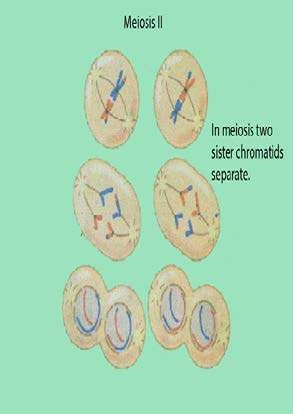 Meiosis II
In meiosis two
sister chromatids
separate.